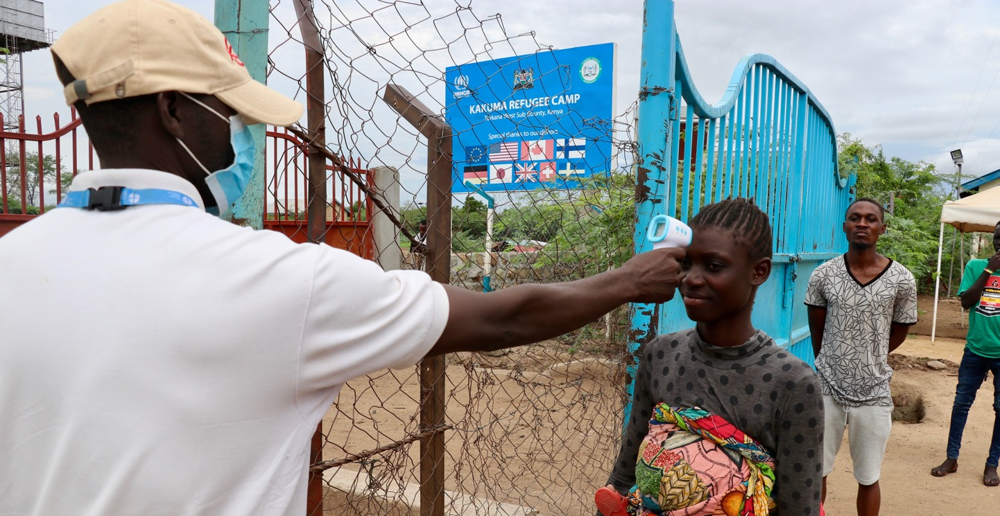 UNHCR
KAKUMA REFUGEE CAMP
Turkana West Sub County, Kenya
Special thanks to our donors